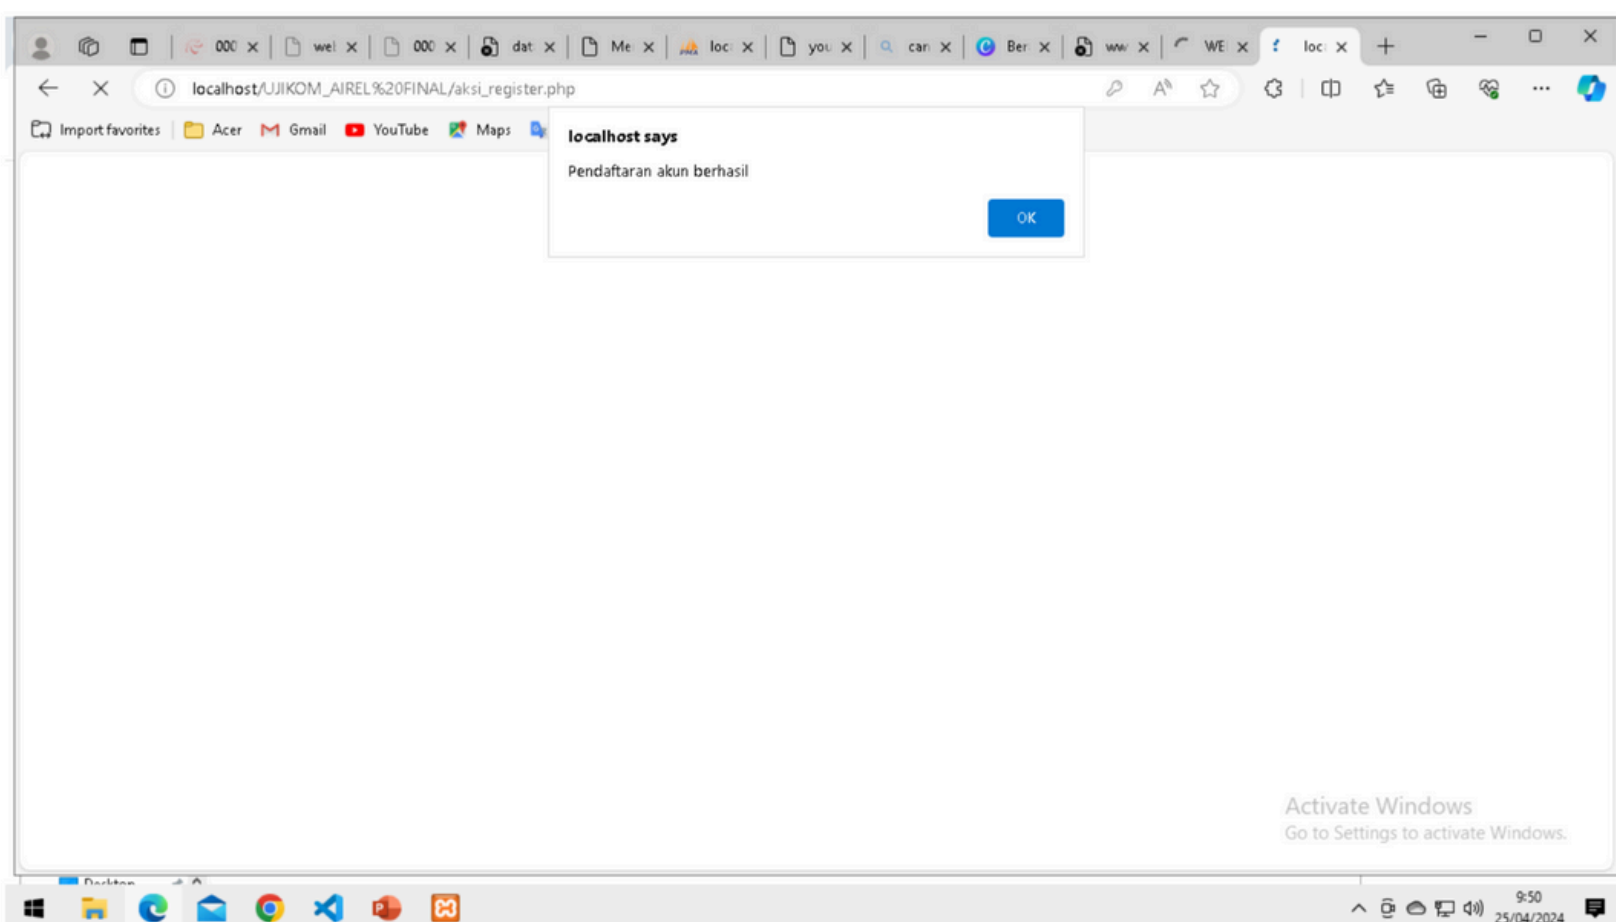 000 wel 000 dat Me loc you can Ber ww WE loc
localhost/UJIKOM_AIREL%20FINAL/aksi_register.php
Import favorites Acer Gmail YouTube Maps
localhost says
Pendaftaran akun berhasil
OK
Activate Windows
Go to Settings to activate Windows.
Desktop
9:50
25/04/2024